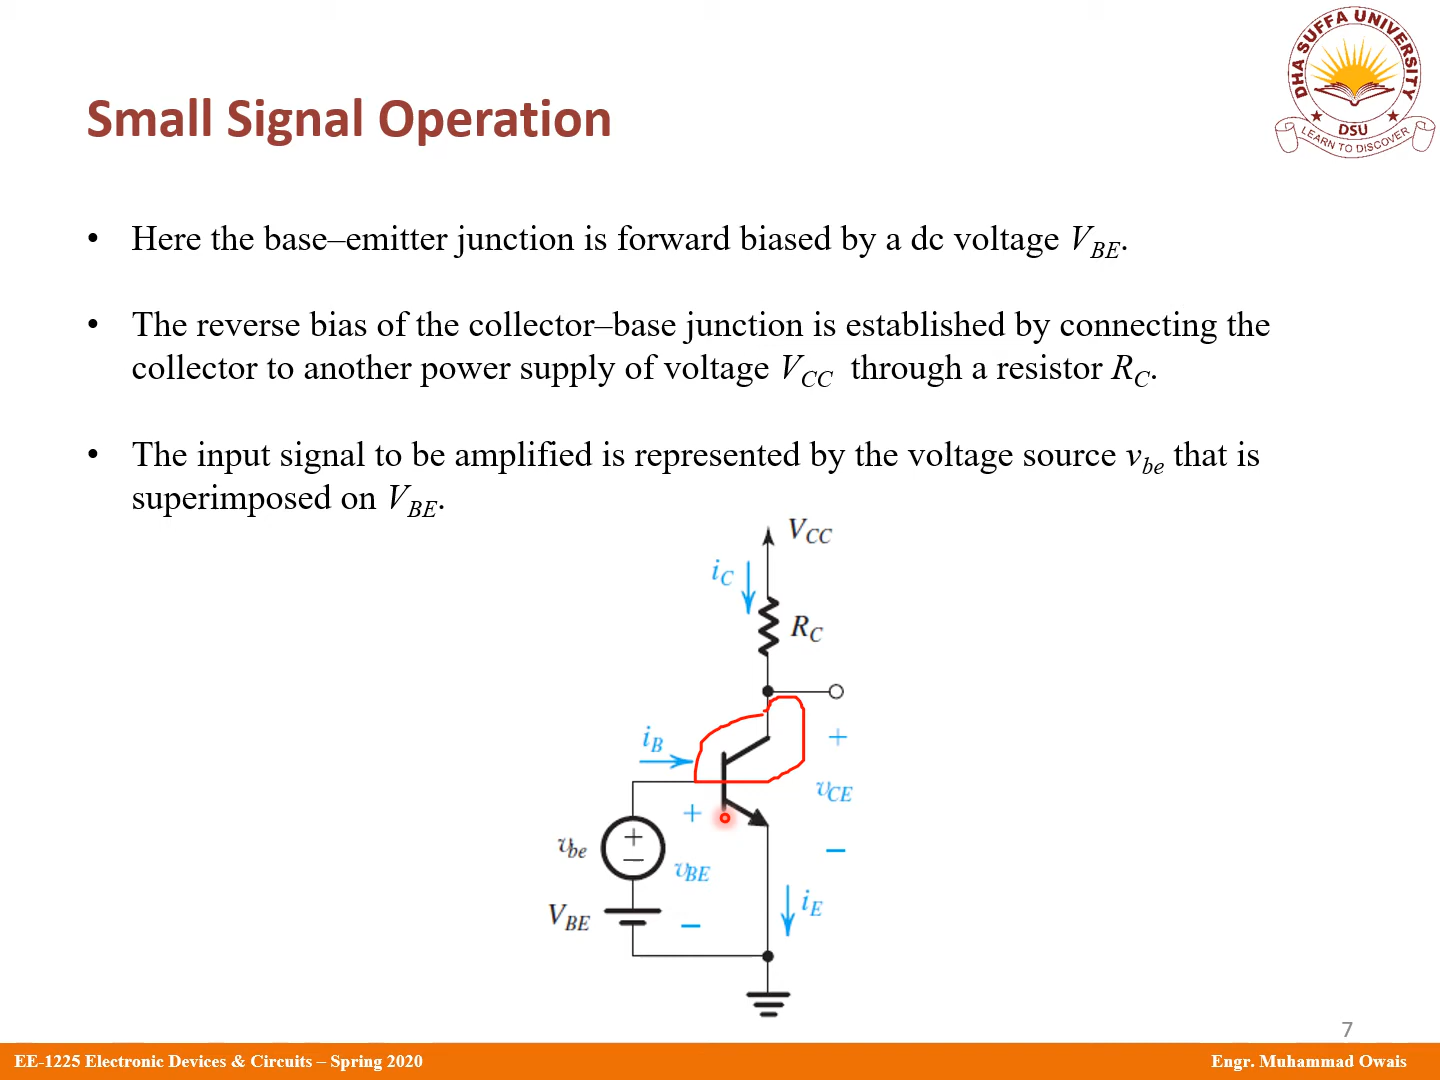 DHA SUFFA UNIVERSITY
DSU
LEARN TO DISCOVER
Small Signal Operation
• Here the base–emitter junction is forward biased by a dc voltage VBE.
• The reverse bias of the collector–base junction is established by connecting the
collector to another power supply of voltage VCC through a resistor RC.
• The input signal to be amplified is represented by the voltage source vbe that is
superimposed on VBE.
VCC
iC
RC
iB
+
+
vCE
vbe
+
−
vBE
−
VBE
−
iE
7
EE-1225 Electronic Devices & Circuits – Spring 2020
Engr. Muhammad Owais